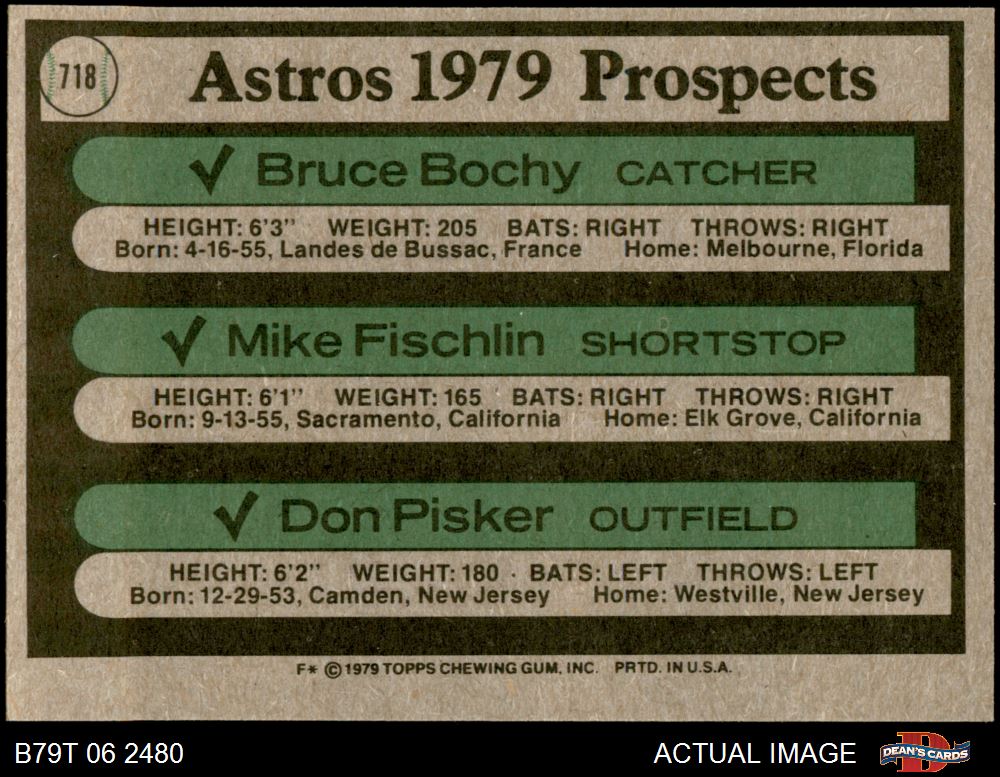 718
Astros 1979 Prospects
✓ Bruce Bochy CATCHER
HEIGHT: 6'3" WEIGHT: 205 BATS: RIGHT THROWS: RIGHT
Born: 4-16-55, Landes de Bussac, France Home: Melbourne, Florida
✓ Mike Fischlin SHORTSTOP
HEIGHT: 6'1" WEIGHT: 165 BATS: RIGHT THROWS: RIGHT
Born: 9-13-55, Sacramento, California Home: Elk Grove, California
✓ Don Pisker OUTFIELD
HEIGHT: 6'2" WEIGHT: 180 BATS: LEFT THROWS: LEFT
Born: 12-29-53, Camden, New Jersey Home: Westville, New Jersey
F* © 1979 TOPPS CHEWING GUM, INC. PRTD. IN U.S.A.
B79T 06 2480 ACTUAL IMAGE D DEAN'S CARDS